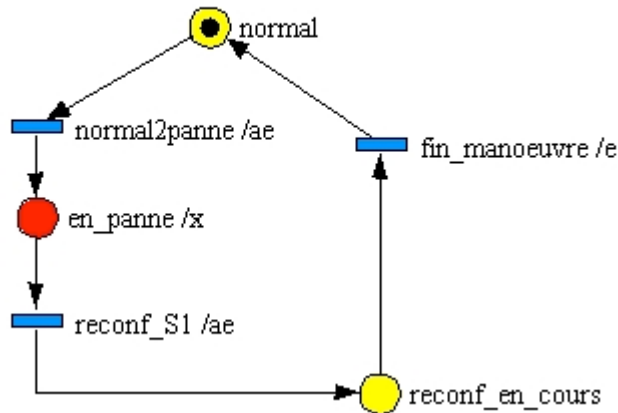 normal
normal2panne /ae
fin_manoeuvre /e
en_panne /x
reconf_S1 /ae
reconf_en_cours